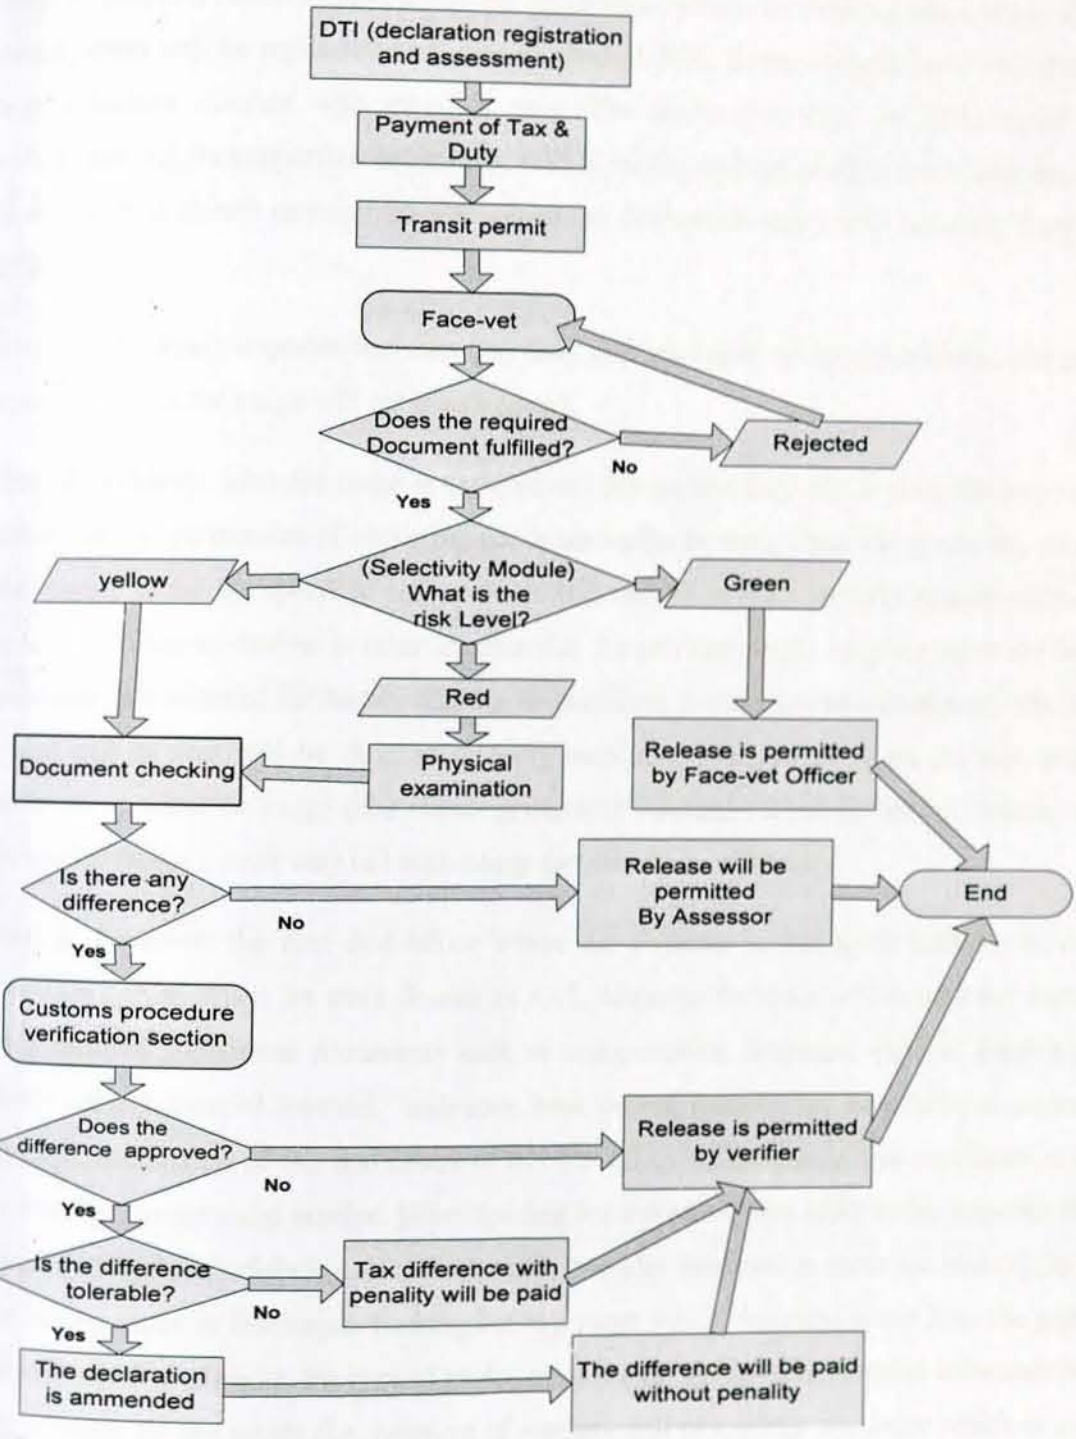 DTI (declaration registration
and assessment)
Payment of Tax &
Duty
Transit permit
Face-vet
Does the required
Document fulfilled?
No
Rejected
Yes
(Selectivity Module)
What is the
risk Level?
yellow
Green
Red
Document checking
Physical
examination
Release is permitted
by Face-vet Officer
Is there any
difference?
No
Release will be
permitted
By Assessor
End
Yes
Customs procedure
verification section
Does the
difference approved?
No
Release is permitted
by verifier
Yes
Is the difference
tolerable?
No
Tax difference with
penality will be paid
Yes
The declaration
is ammended
The difference will be paid
without penality